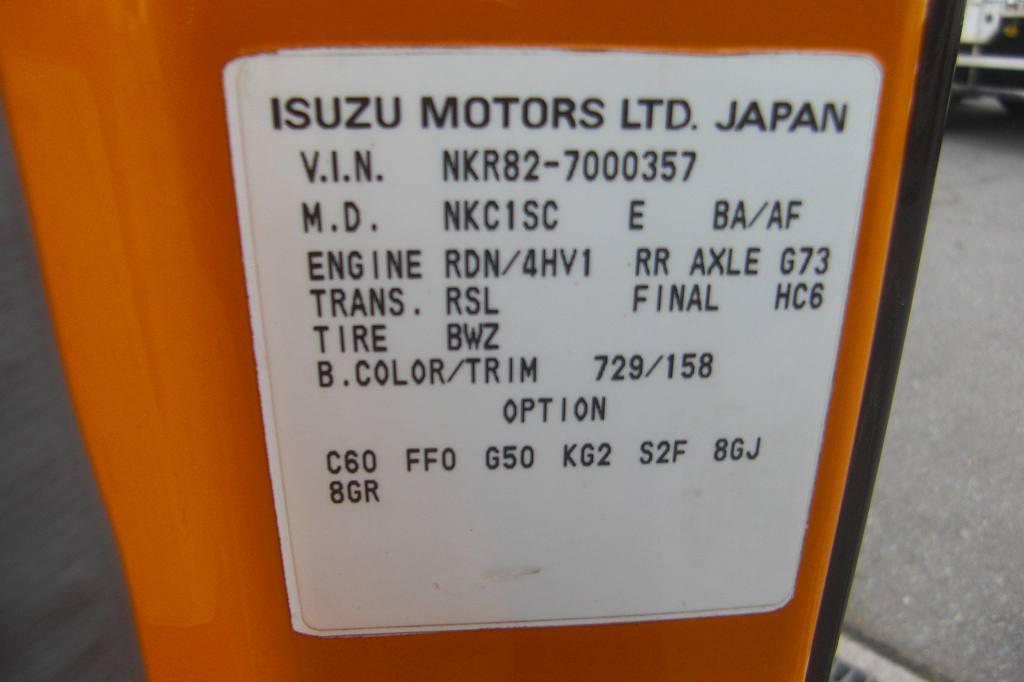 ISUZU MOTORS LTD. JAPAN
V.I.N. NKR82-7000357
M.D. NKC1SC E BA/AF
ENGINE RDN/4HV1 RR AXLE G73
TRANS. RSL FINAL HC6
TIRE BWZ
B.COLOR/TRIM 729/158
OPTION
C60 FF0 G50 KG2 S2F 8GJ
8GR